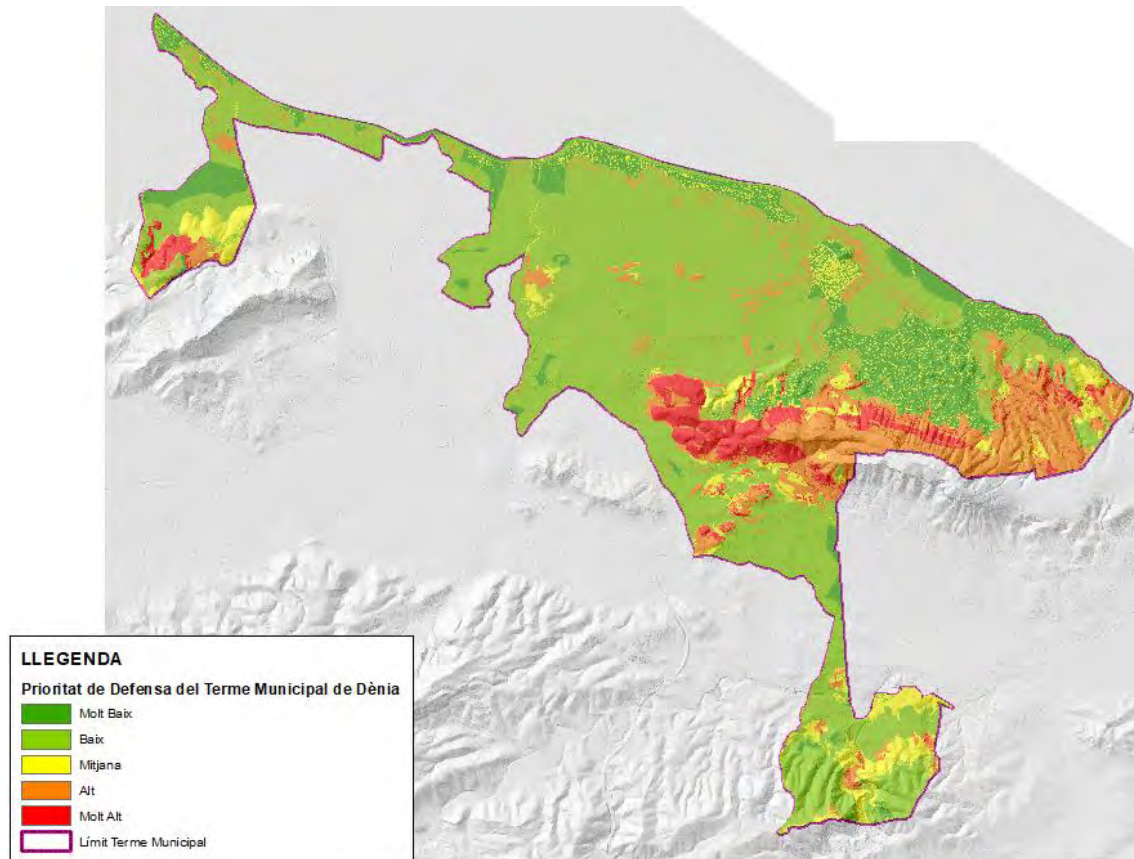 LLEGENDA
Prioritat de Defensa del Terme Municipal de Dènia
Molt Baix
Baix
Mitjana
Alt
Molt Alt
Límit Terme Municipal